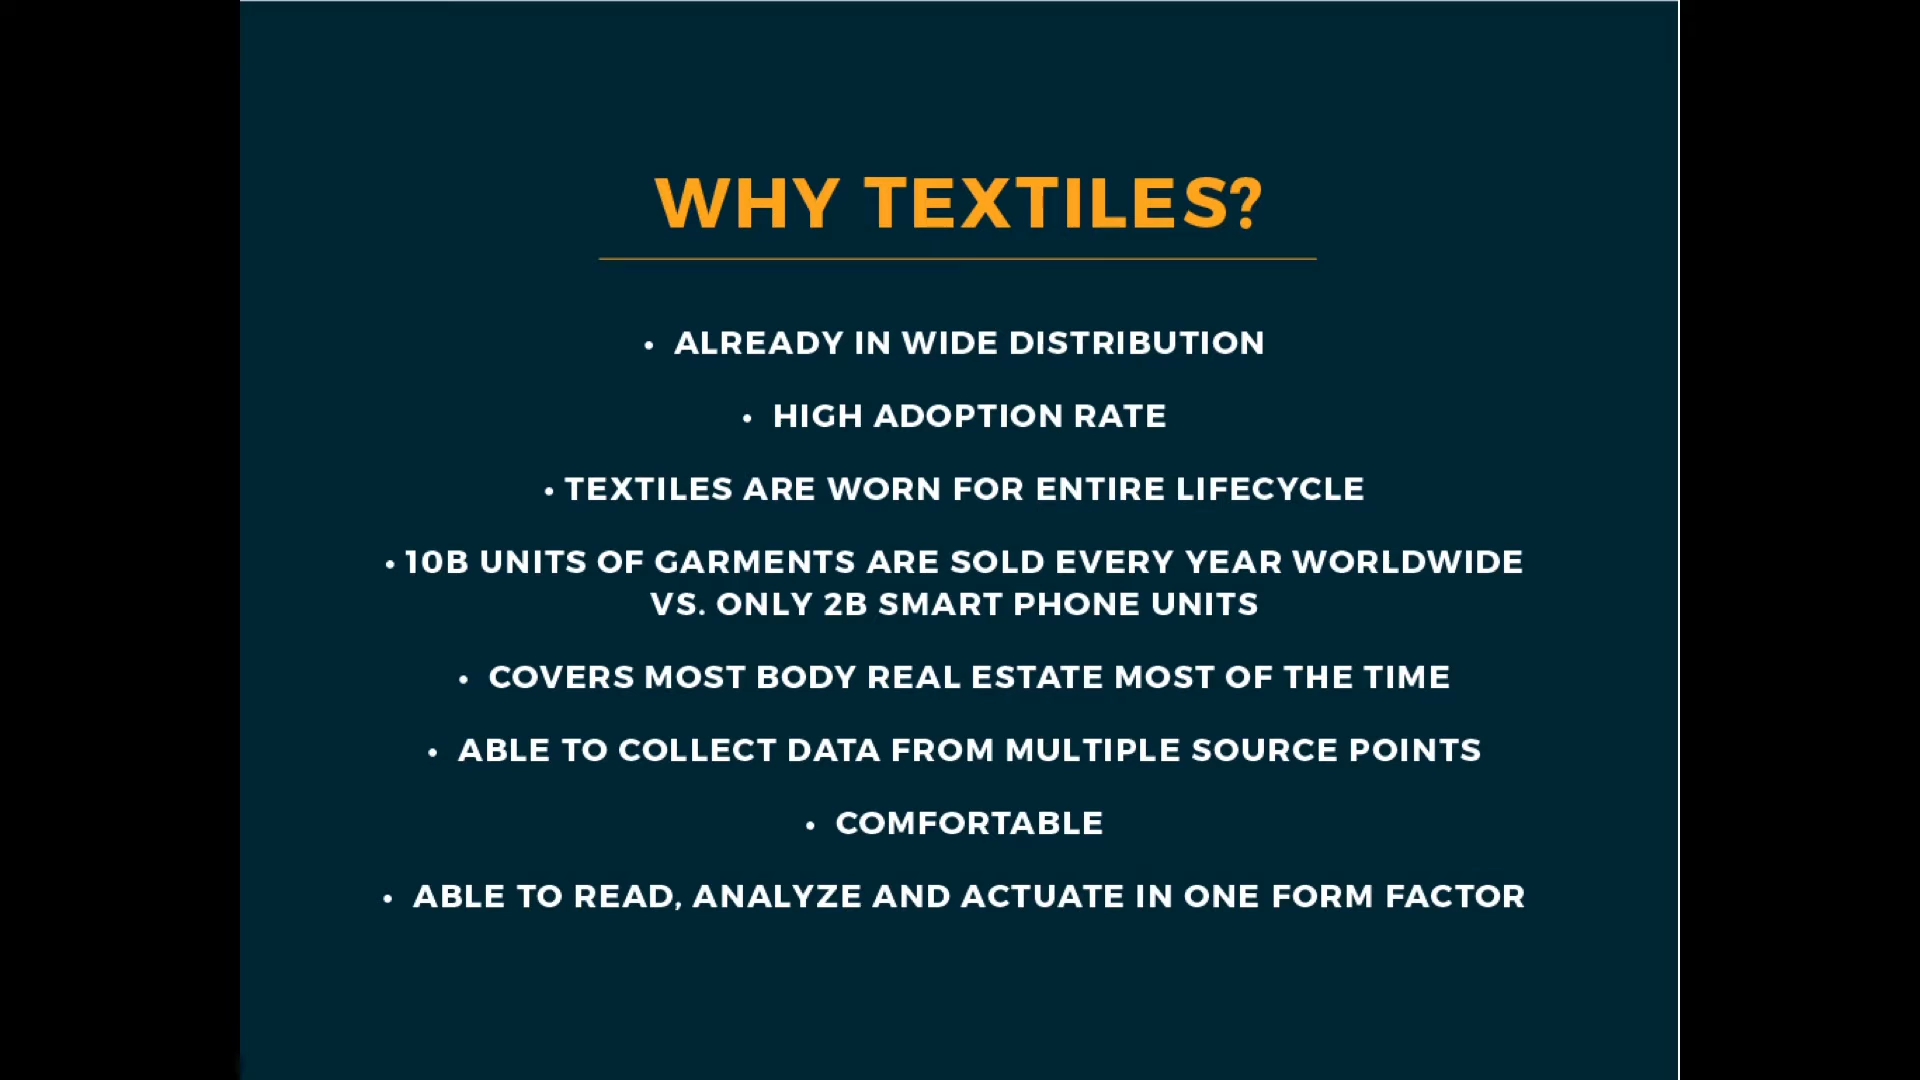 WHY TEXTILES?
• ALREADY IN WIDE DISTRIBUTION
• HIGH ADOPTION RATE
• TEXTILES ARE WORN FOR ENTIRE LIFECYCLE
• 10B UNITS OF GARMENTS ARE SOLD EVERY YEAR WORLDWIDE
VS. ONLY 2B SMART PHONE UNITS
• COVERS MOST BODY REAL ESTATE MOST OF THE TIME
• ABLE TO COLLECT DATA FROM MULTIPLE SOURCE POINTS
• COMFORTABLE
• ABLE TO READ, ANALYZE AND ACTUATE IN ONE FORM FACTOR